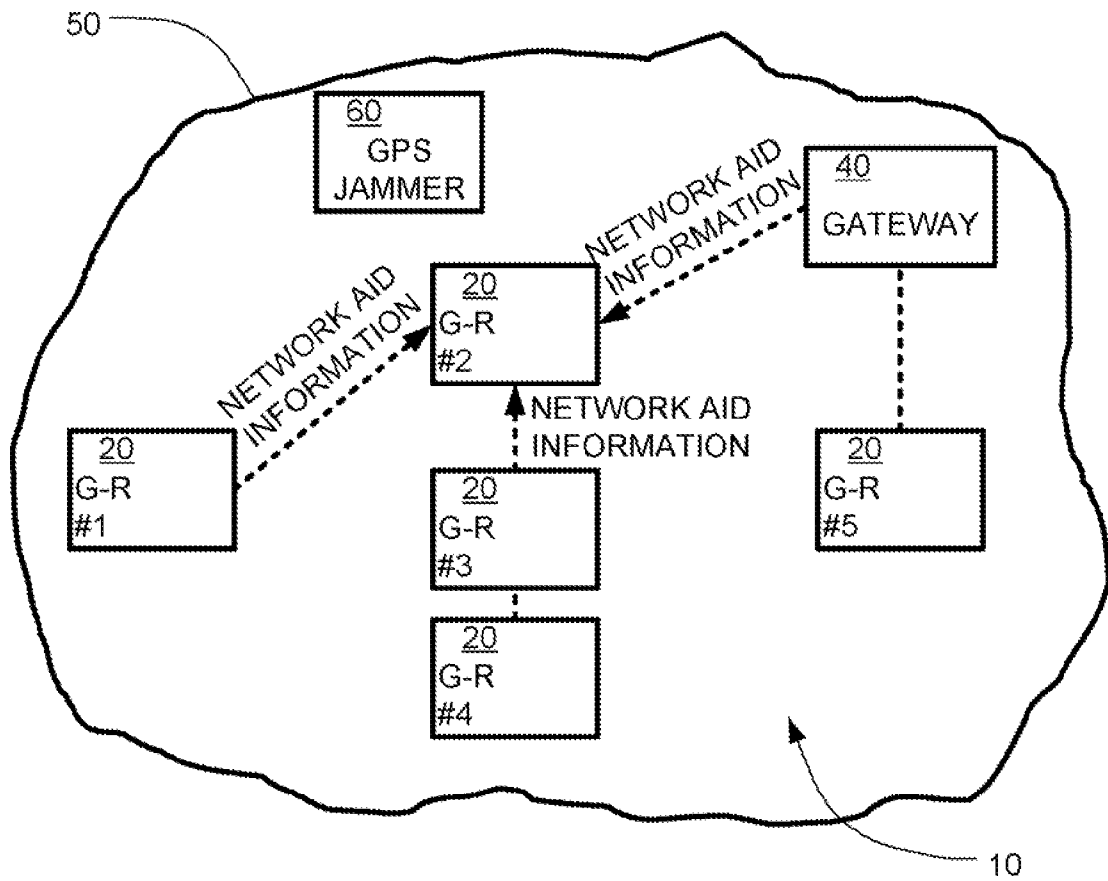 50
60
GPS
JAMMER
40
GATEWAY
NETWORK AID
INFORMATION
20
G-R
#2
NETWORK AID
INFORMATION
NETWORK AID
INFORMATION
20
G-R
#1
20
G-R
#3
20
G-R
#5
20
G-R
#4
10